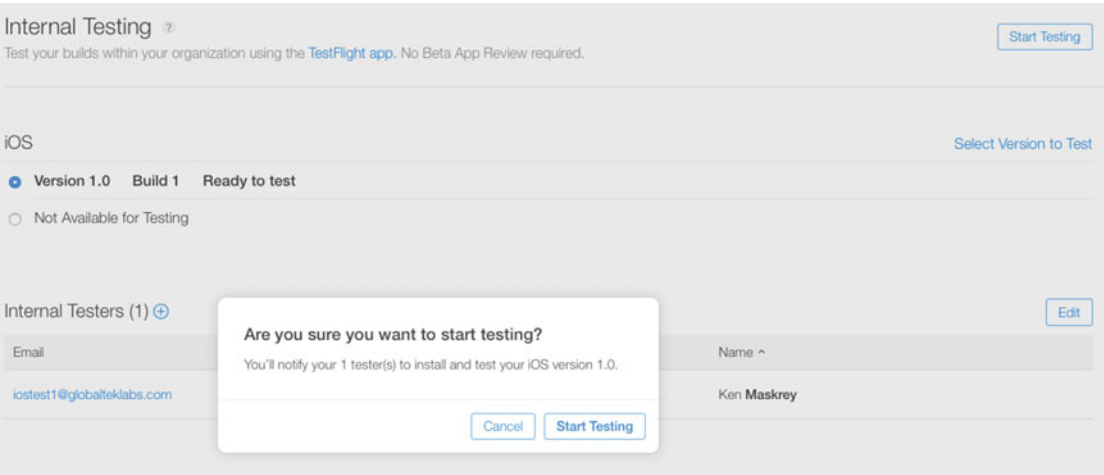 Internal Testing ?
Start Testing
Test your builds within your organization using the TestFlight app. No Beta App Review required.
iOS
Select Version to Test
Version 1.0 Build 1 Ready to test
Not Available for Testing
Internal Testers (1)
Edit
Are you sure you want to start testing?
Email
Name
You'll notify your 1 tester(s) to install and test your iOS version 1.0.
iostest1@globalteklabs.com
Ken Maskrey
Cancel
Start Testing